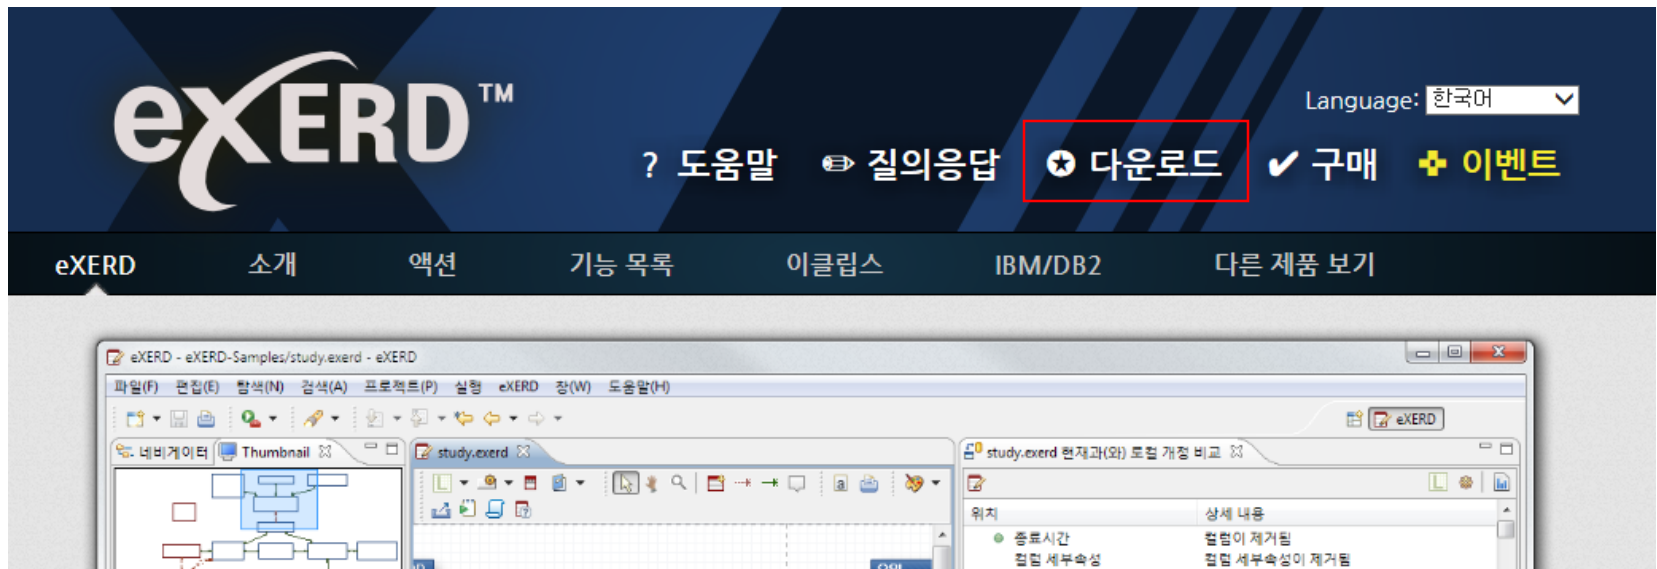 eXERD™
Language: 한국어
? 도움말 질의응답 다운로드 구매 이벤트
eXERD 소개 액션 기능 목록 이클립스 IBM/DB2 다른 제품 보기
eXERD - eXERD-Samples/study.exerd - eXERD
파일(F) 편집(E) 탐색(N) 검색(A) 프로젝트(P) 실행 eXERD 창(W) 도움말(H)
eXERD
네비게이터 Thumbnail study.exerd study.exerd 현재과(와) 로컬 개정 비교
위치 상세 내용
종료시간 컬럼이 제거됨
컬럼 세부속성 컬럼 세부속성이 제거됨